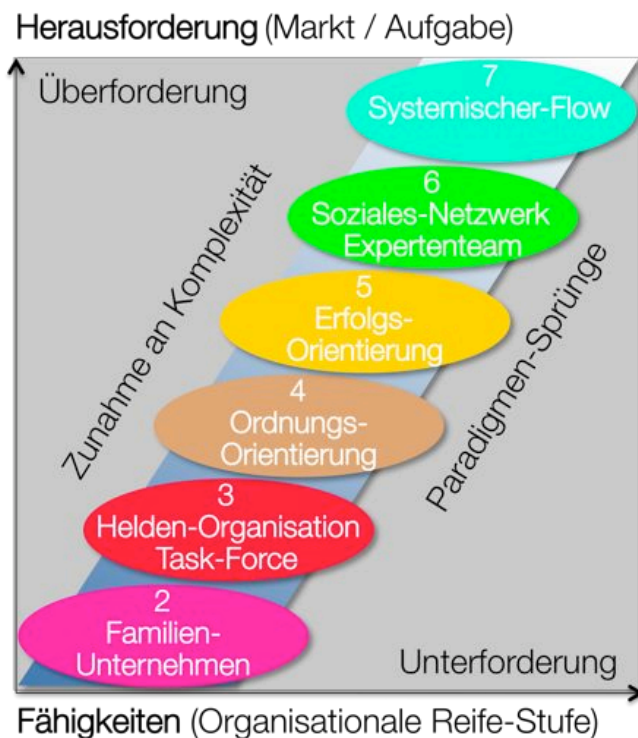 Herausforderung (Markt / Aufgabe)
Überforderung
7
Systemischer-Flow
6
Soziales-Netzwerk
Expertenteam
Zunahme an Komplexität
5
Erfolgs-
Orientierung
Paradigmen-Sprünge
4
Ordnungs-
Orientierung
3
Helden-Organisation
Task-Force
2
Familien-
Unternehmen
Unterforderung
Fähigkeiten (Organisationale Reife-Stufe)